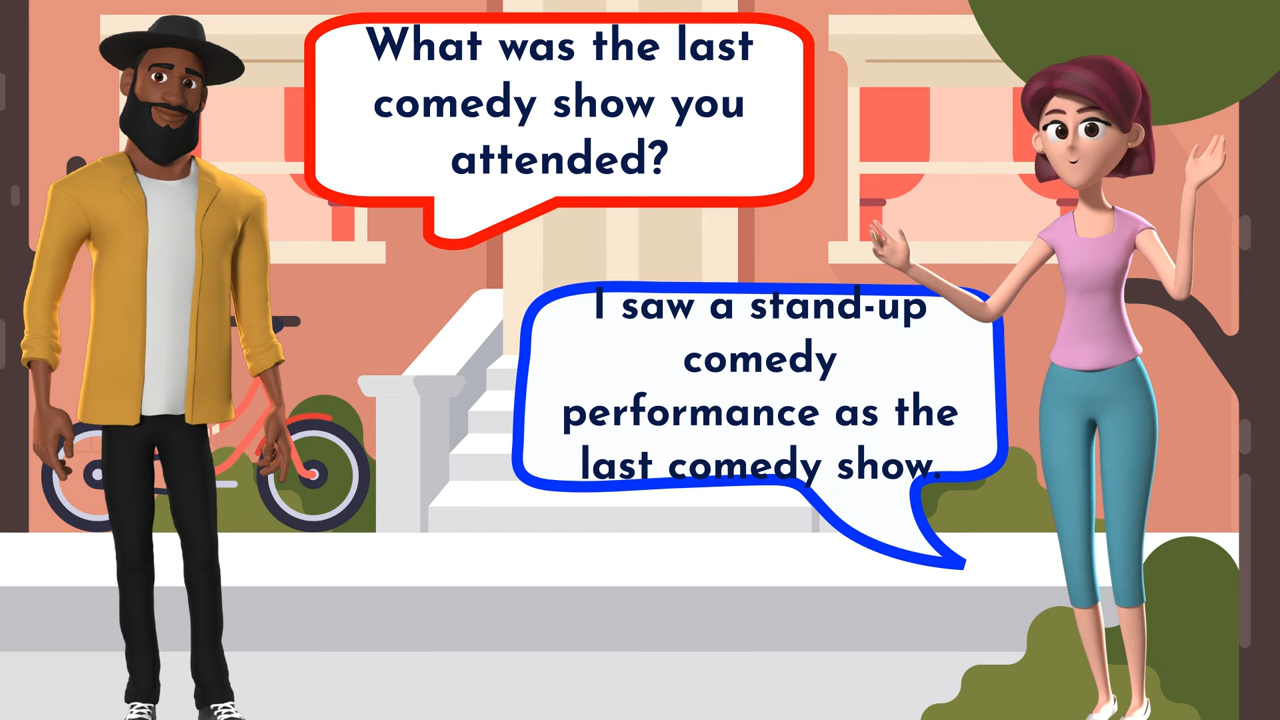 What was the last
comedy show you
attended?
I saw a stand-up
comedy
performance as the
last comedy show.